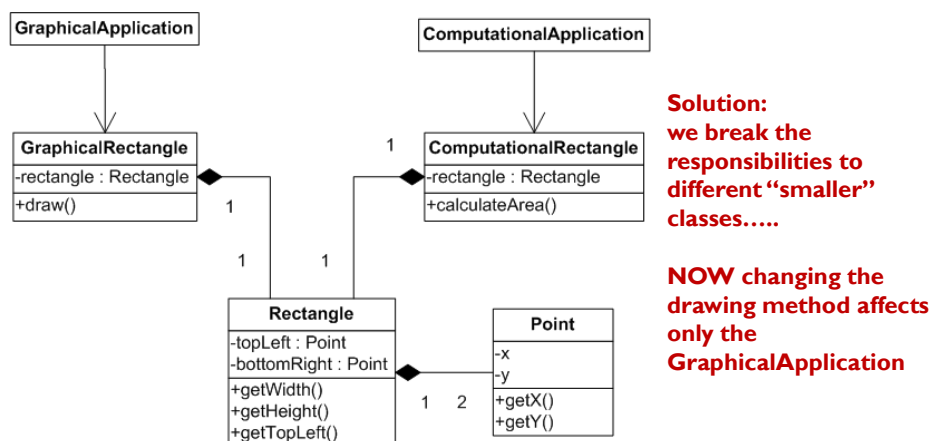 GraphicalApplication
ComputationalApplication
GraphicalRectangle
-rectangle : Rectangle
+draw()
1
ComputationalRectangle
-rectangle : Rectangle
+calculateArea()
1
1
1
Rectangle
-topLeft : Point
-bottomRight : Point
+getWidth()
+getHeight()
+getTopLeft()
1
2
Point
-x
-y
+getX()
+getY()
Solution:
we break the
responsibilities to
different “smaller”
classes…..
NOW changing the
drawing method affects
only the
GraphicalApplication